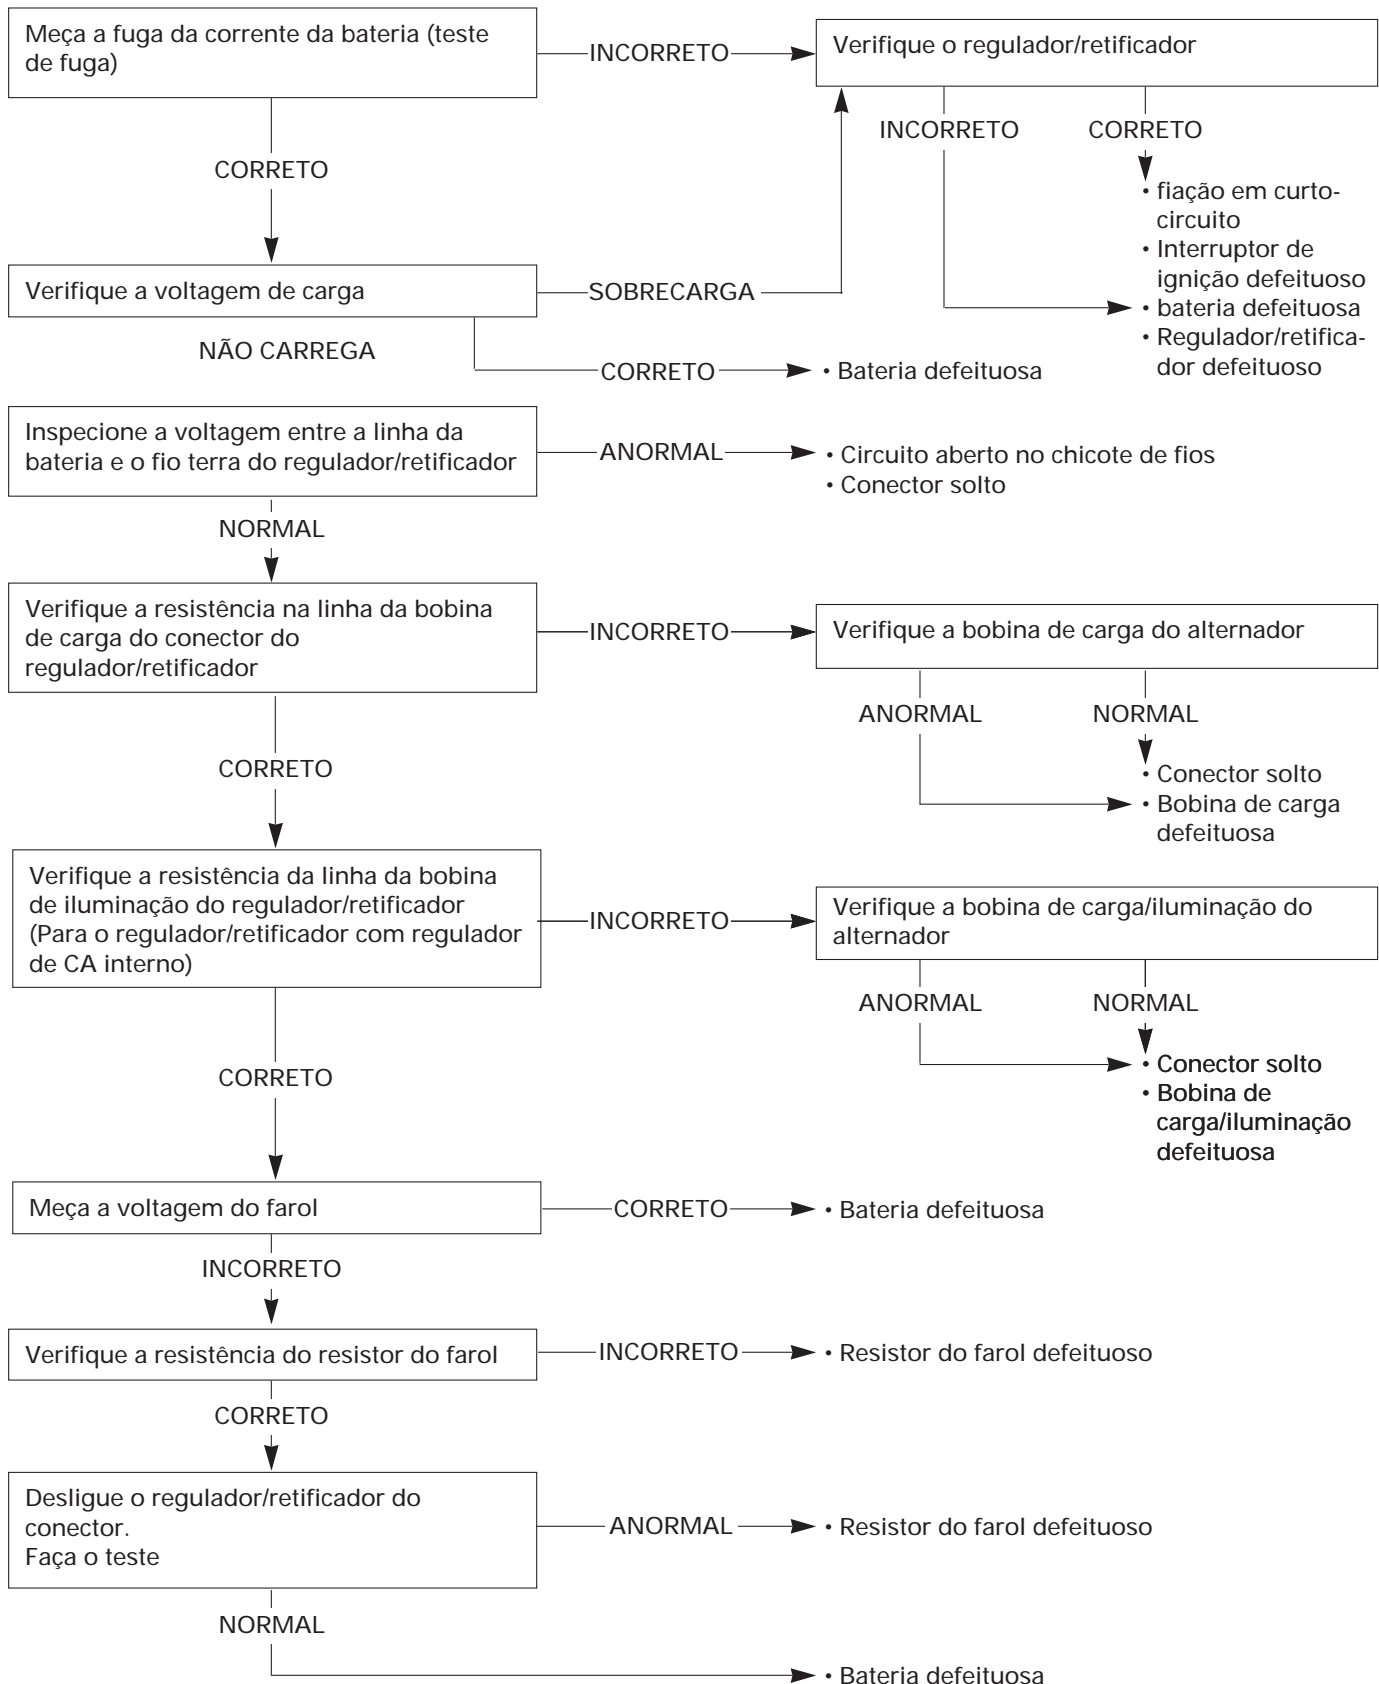 Meça a fuga da corrente da bateria (teste
de fuga)
INCORRETO
Verifique o regulador/retificador
INCORRETO
CORRETO
CORRETO
• fiação em curto-
circuito
• Interruptor de
ignição defeituoso
• bateria defeituosa
• Regulador/retifica-
dor defeituoso
Verifique a voltagem de carga
SOBRECARGA
NÃO CARREGA
CORRETO
• Bateria defeituosa
Inspecione a voltagem entre a linha da
bateria e o fio terra do regulador/retificador
ANORMAL
• Circuito aberto no chicote de fios
• Conector solto
NORMAL
Verifique a resistência na linha da bobina
de carga do conector do
regulador/retificador
INCORRETO
Verifique a bobina de carga do alternador
ANORMAL
NORMAL
CORRETO
• Conector solto
• Bobina de carga
defeituosa
Verifique a resistência da linha da bobina
de iluminação do regulador/retificador
(Para o regulador/retificador com regulador
de CA interno)
INCORRETO
Verifique a bobina de carga/iluminação do
alternador
ANORMAL
NORMAL
CORRETO
• Conector solto
• Bobina de
carga/iluminação
defeituosa
Meça a voltagem do farol
CORRETO
• Bateria defeituosa
INCORRETO
Verifique a resistência do resistor do farol
INCORRETO
• Resistor do farol defeituoso
CORRETO
Desligue o regulador/retificador do
conector.
Faça o teste
ANORMAL
• Resistor do farol defeituoso
NORMAL
• Bateria defeituosa